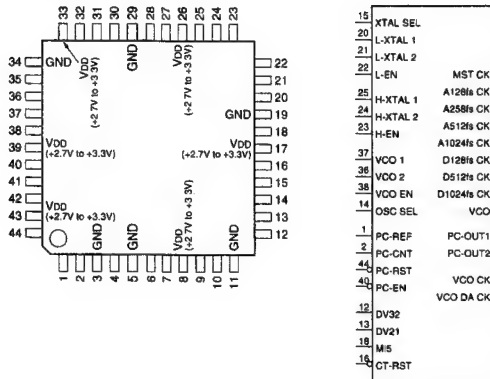 33 32 31 30 29 28 27 26 25 24 23
34 GND VDD (+2.7V to +3.3V) VDD (+2.7V to +3.3V) GND VDD (+2.7V to +3.3V) 22
35 21
36 20
37 GND 19
38 18
39 VDD (+2.7V to +3.3V) VDD (+2.7V to +3.3V) 17
40 16
41 15
42 VDD (+2.7V to +3.3V) 14
43 13
44 GND GND VDD (+2.7V to +3.3V) GND 12
1 2 3 4 5 6 7 8 9 10 11
15 XTAL SEL
20 L-XTAL 1
21 L-XTAL 2
22 L-EN MST CK
A128fs CK
25 H-XTAL 1
A256fs CK
24 H-XTAL 2
A512fs CK
23 H-EN
A1024fs CK
37 VCO 1 D128fs CK
36 VCO 2 D512fs CK
38 VCO EN D1024fs CK
14 OSC SEL VCO
1 PC-REF PC-OUT1
2 PC-CNT PC-OUT2
44 PC-RST
40 PC-EN VCO CK
VCO DA CK
12 DV32
13 DV21
18 MI5
16 CT-RST